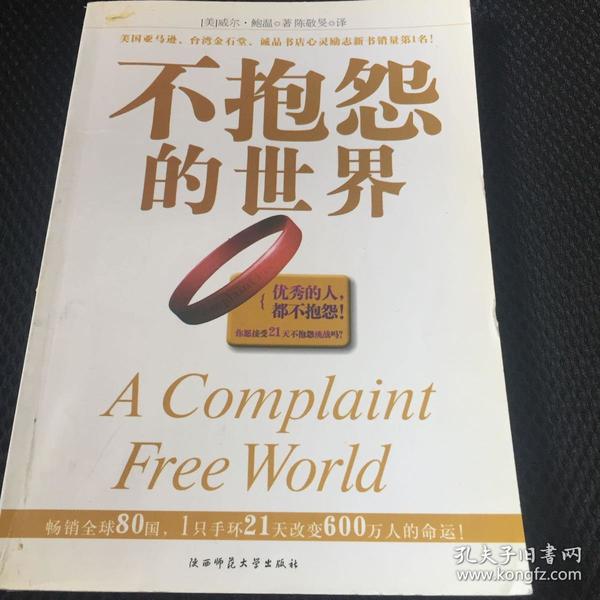 [美]威尔·鲍温◎著 陈敬旻◎译
美国亚马逊、台湾金石堂、诚品书店心灵励志新书销量第1名!
不抱怨
的世界
优秀的人,
都不抱怨!
你愿接受21天不抱怨挑战吗?
A Complaint
Free World
畅销全球80国,1只手环21天改变600万人的命运!
陕西师范大学出版社
孔夫子旧书网
www.kongfz.com